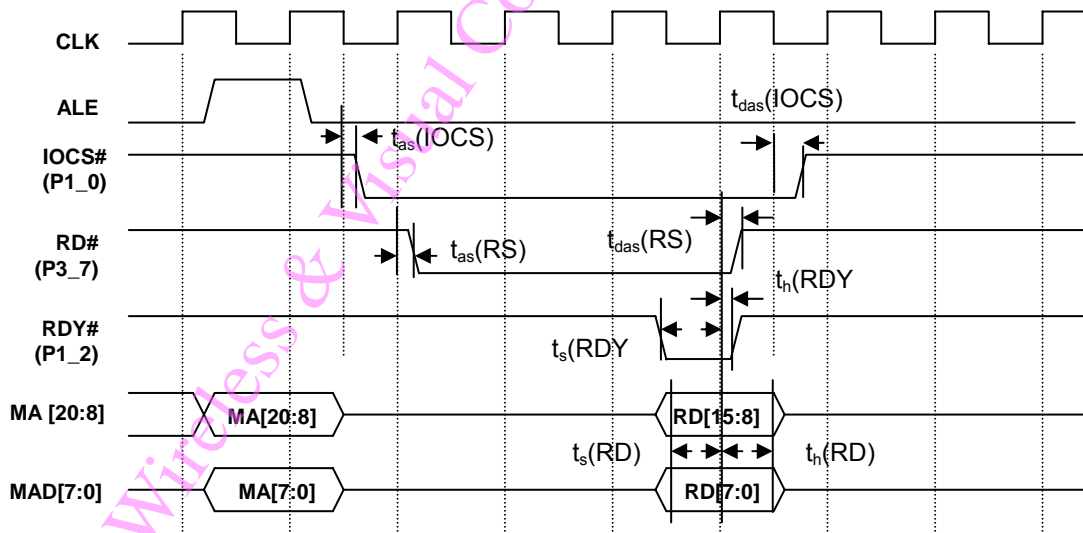 CLK
ALE
tdas(IOCS)
IOCS#
(P1_0)
tas(IOCS)
RD#
(P3_7)
tas(RS)
tdas(RS)
th(RDY
RDY#
(P1_2)
ts(RDY
MA [20:8]
MA[20:8]
RD[15:8]
ts(RD)
th(RD)
MAD[7:0]
MA[7:0]
RD[7:0]
Wireless & Visual